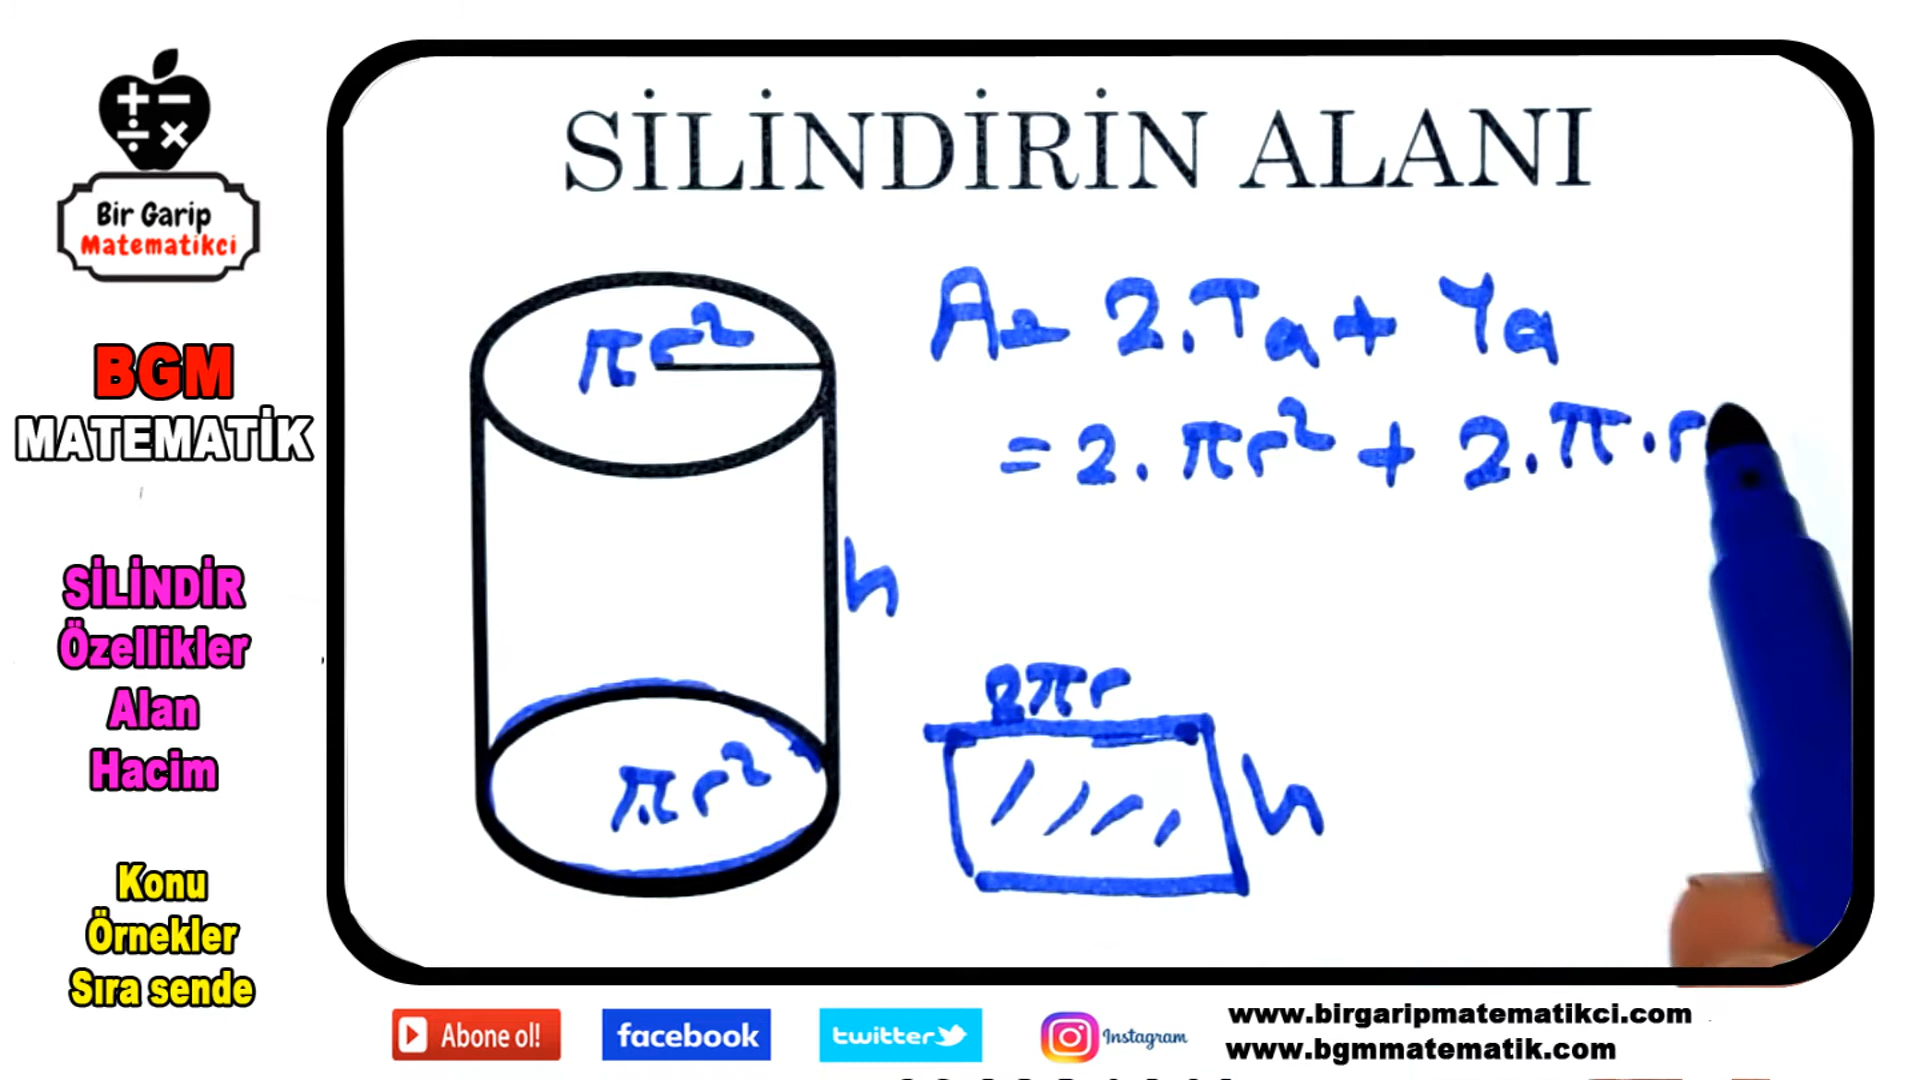 Bir Garip
Matematikci
BGM
MATEMATİK
SİLİNDİR
Özellikler
Alan
Hacim
Konu
Örnekler
Sıra sende
SİLİNDİRİN ALANI
πr²
A= 2.Ta + Ya
= 2.πr² + 2.π.r
h
2πr
h
πr²
Abone ol!
facebook
twitter
Instagram
www.birgaripmatematikci.com
www.bgmmatematik.com